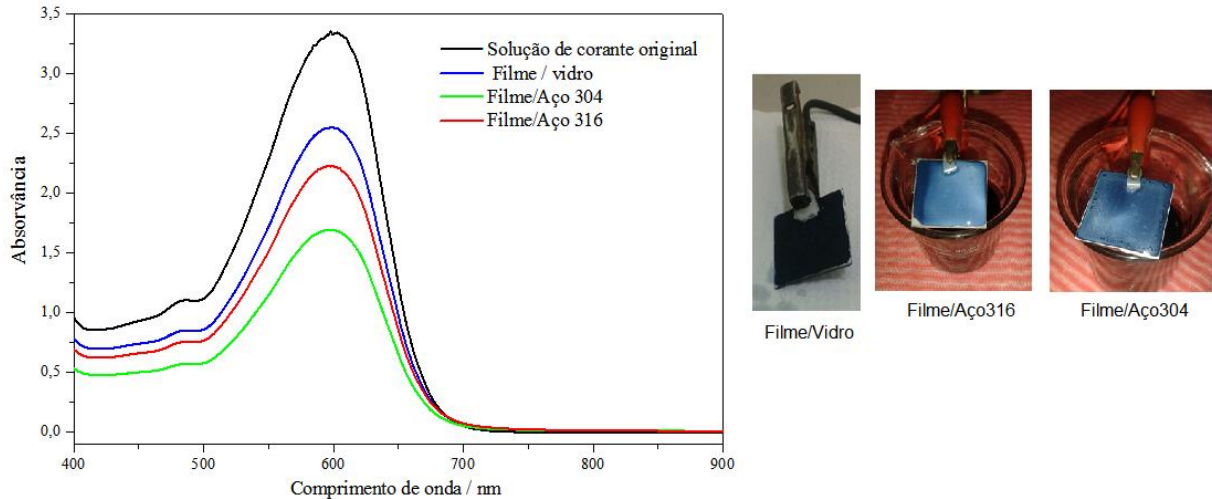 3,5
3,0
2,5
2,0
1,5
1,0
0,5
0,0
Absorvância
Solução de corante original
Filme / vidro
Filme/Aço 304
Filme/Aço 316
400
500
600
700
800
900
Comprimento de onda / nm
Filme/Vidro
Filme/Aço316
Filme/Aço304